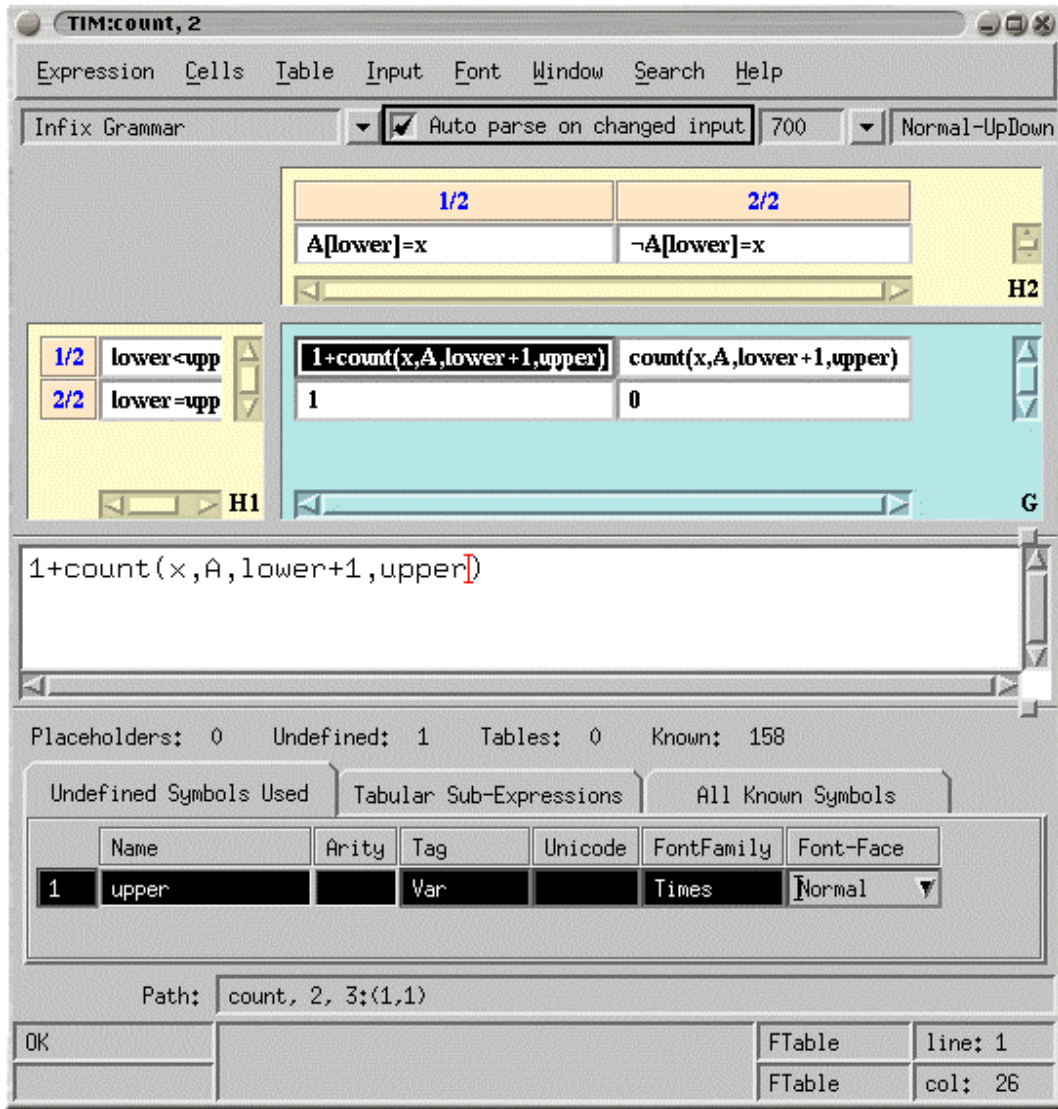 TIM:count, 2
Expression Cells Table Input Font Window Search Help
Infix Grammar Auto parse on changed input 700 Normal-UpDown
1/2 2/2
A[lower]=x ¬A[lower]=x
H2
1/2 lower<upp 1+count(x,A,lower+1,upper) count(x,A,lower+1,upper)
2/2 lower=upp 1 0
H1 G
1+count(x,A,lower+1,upper)
Placeholders: 0 Undefined: 1 Tables: 0 Known: 158
Undefined Symbols Used Tabular Sub-Expressions All Known Symbols
Name Arity Tag Unicode FontFamily Font-Face
1 upper Var Times Normal
Path: count, 2, 3:(1,1)
OK FTable line: 1
FTable col: 26